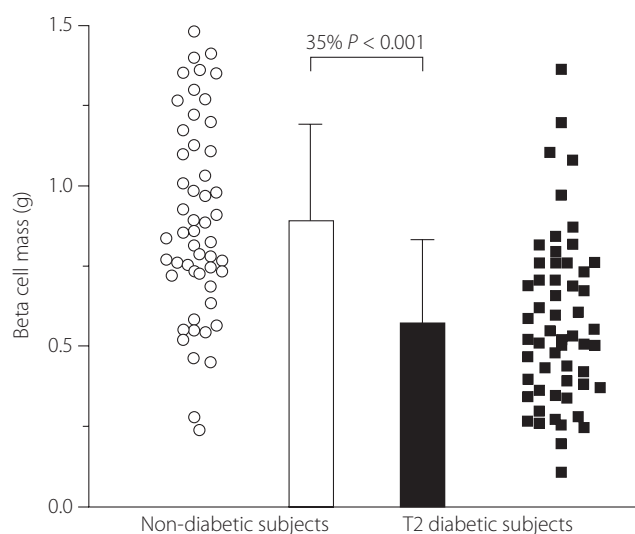 1.5
35% P < 0.001
1.0
Beta cell mass (g)
0.5
0.0
Non-diabetic subjects
T2 diabetic subjects